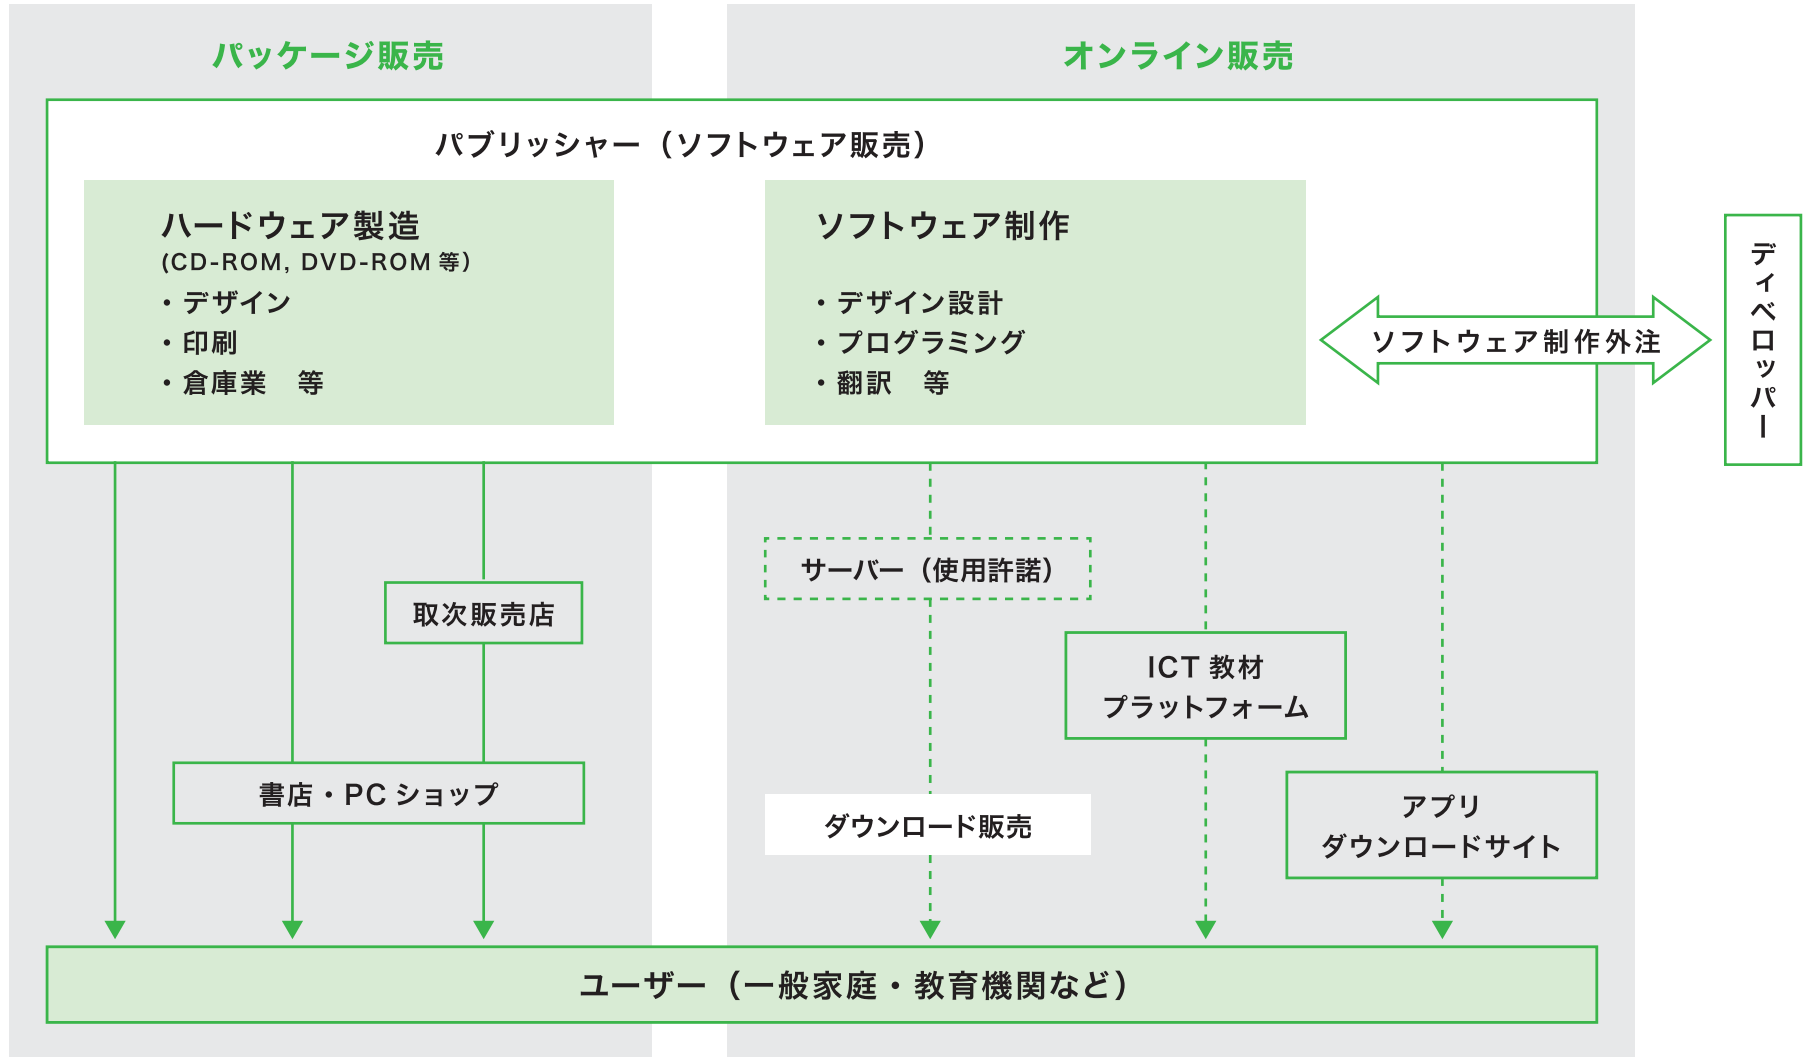 パッケージ販売
オンライン販売
パブリッシャー（ソフトウェア販売）
ハードウェア製造
(CD-ROM, DVD-ROM 等）
・デザイン
・印刷
・倉庫業　等
ソフトウェア制作
・デザイン設計
・プログラミング
・翻訳　等
ソフトウェア制作外注
ディベロッパー
取次販売店
書店・PC ショップ
サーバー（使用許諾）
ダウンロード販売
ICT 教材
プラットフォーム
アプリ
ダウンロードサイト
ユーザー（一般家庭・教育機関など）